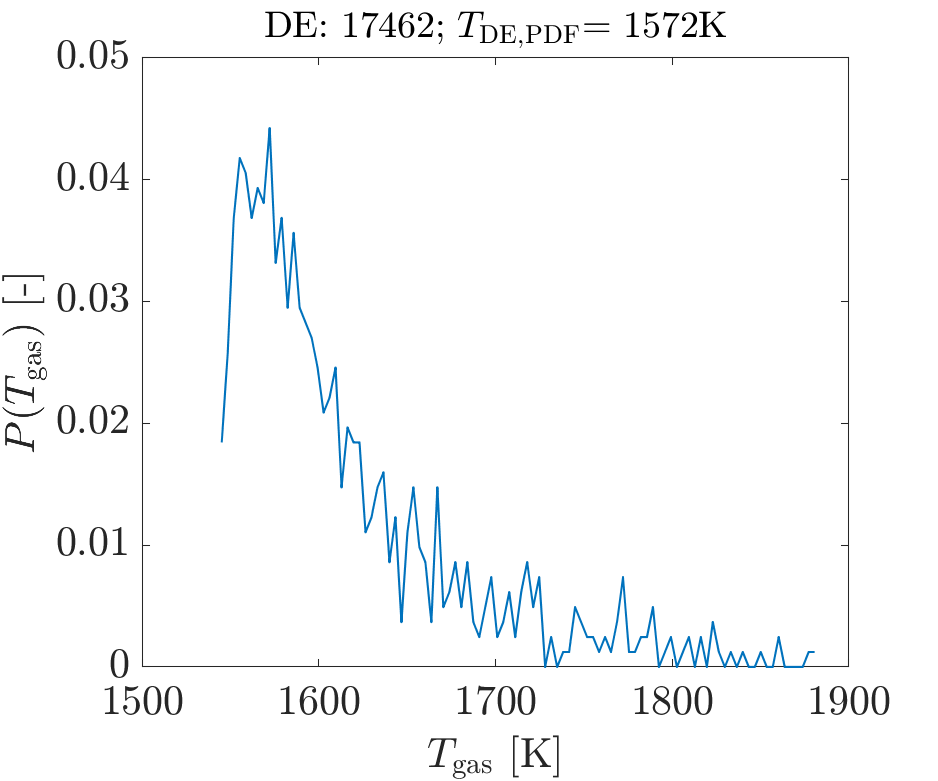 DE: 17462; T_DE,PDF= 1572K
0.05
0.04
0.03
0.02
0.01
0
P(T_gas) [-]
1500 1600 1700 1800 1900
T_gas [K]